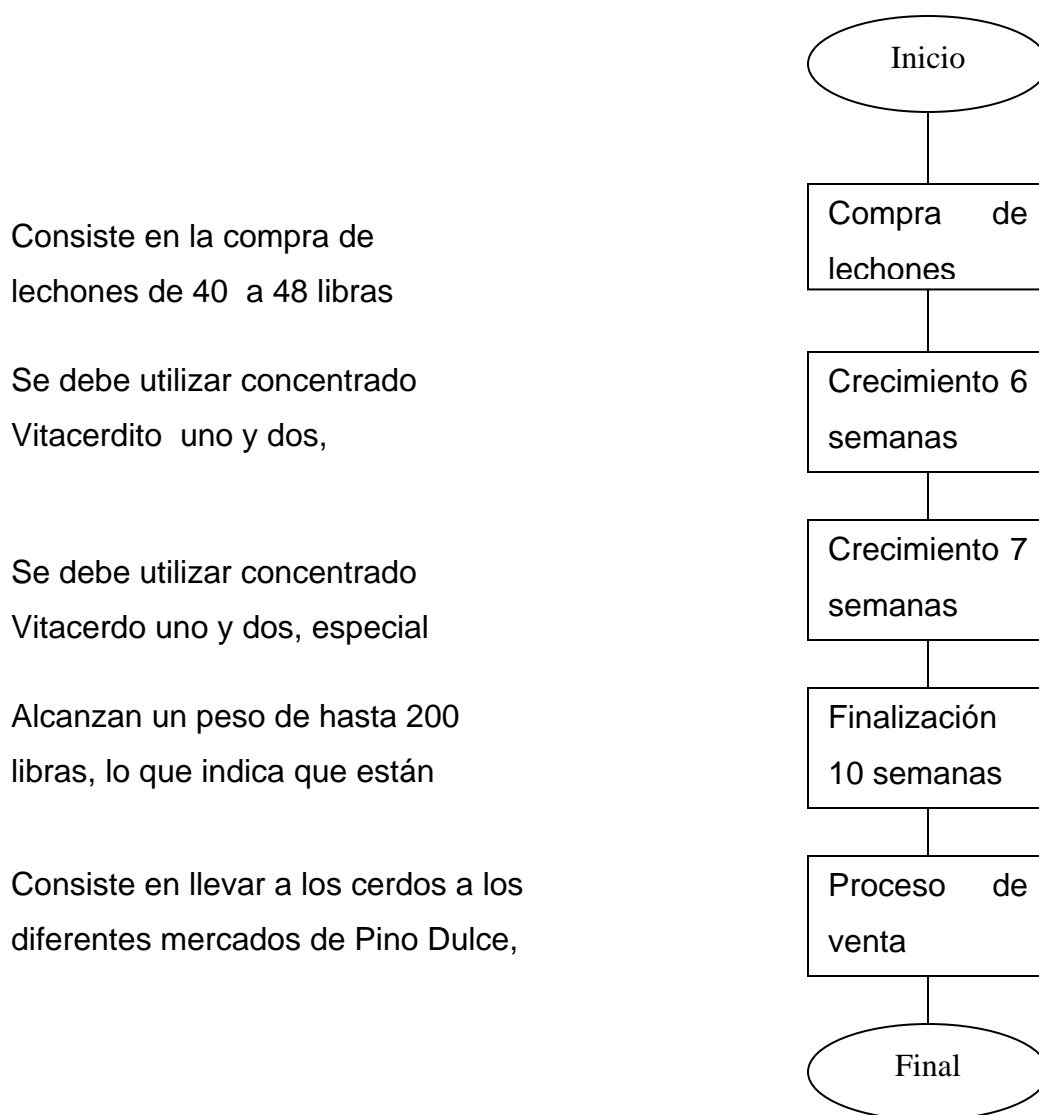 Inicio
Consiste en la compra de
lechones de 40 a 48 libras
Compra de
lechones
Se debe utilizar concentrado
Vitacerdito uno y dos,
Crecimiento 6
semanas
Se debe utilizar concentrado
Vitacerdo uno y dos, especial
Crecimiento 7
semanas
Alcanzan un peso de hasta 200
libras, lo que indica que están
Finalización
10 semanas
Consiste en llevar a los cerdos a los
diferentes mercados de Pino Dulce,
Proceso de
venta
Final